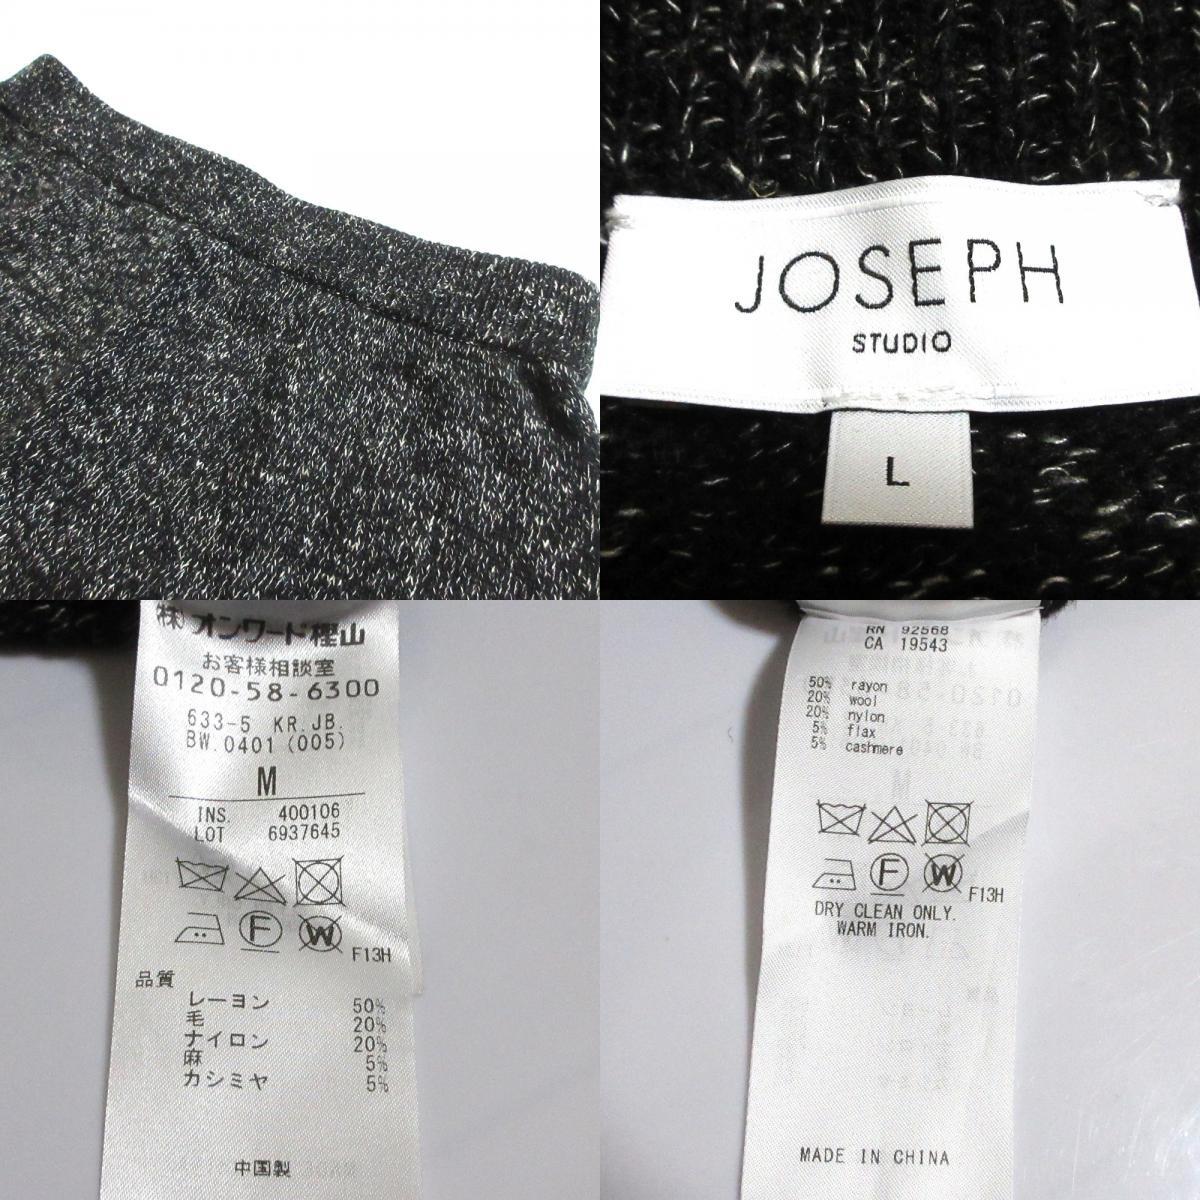 JOSEPH
STUDIO
L
(株)オンワード樫山
お客様相談室
0120-58-6300
633-5 KR.JB.
BW.0401 (005)
M
INS. 400106
LOT 6937645
F W
F13H
品質
レーヨン 50%
毛 20%
ナイロン 20%
麻 5%
カシミヤ 5%
中国製
RN 92568
CA 19543
50% rayon
20% wool
20% nylon
5% flax
5% cashmere
F W
F13H
DRY CLEAN ONLY.
WARM IRON.
MADE IN CHINA